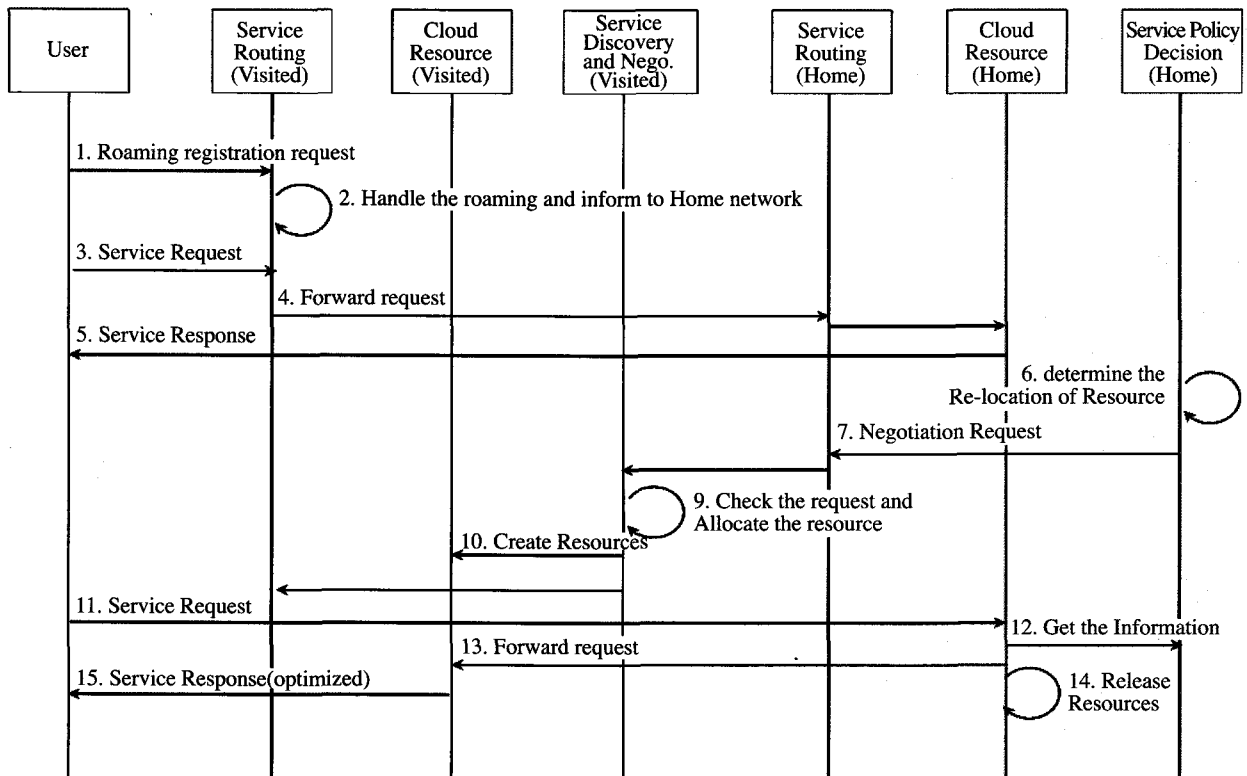 User
Service
Routing
(Visited)
Cloud
Resource
(Visited)
Service
Discovery
and Nego.
(Visited)
Service
Routing
(Home)
Cloud
Resource
(Home)
Service Policy
Decision
(Home)
1. Roaming registration request
2. Handle the roaming and inform to Home network
3. Service Request
4. Forward request
5. Service Response
6. determine the
Re-location of Resource
7. Negotiation Request
9. Check the request and
Allocate the resource
10. Create Resources
11. Service Request
12. Get the Information
13. Forward request
14. Release
Resources
15. Service Response(optimized)